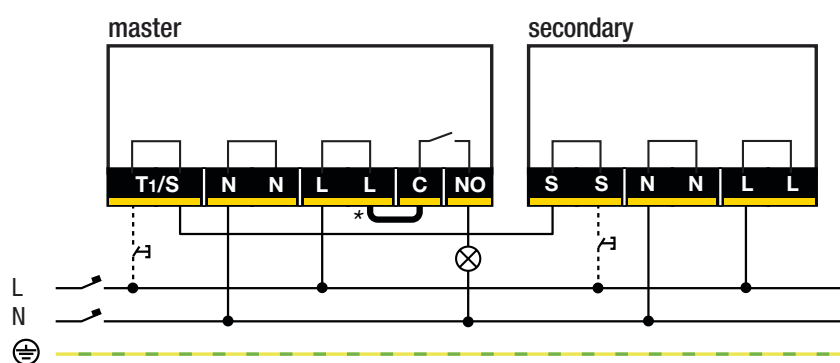 master
secondary
T1/S N N L L C NO
S S N N L L
*
L
N